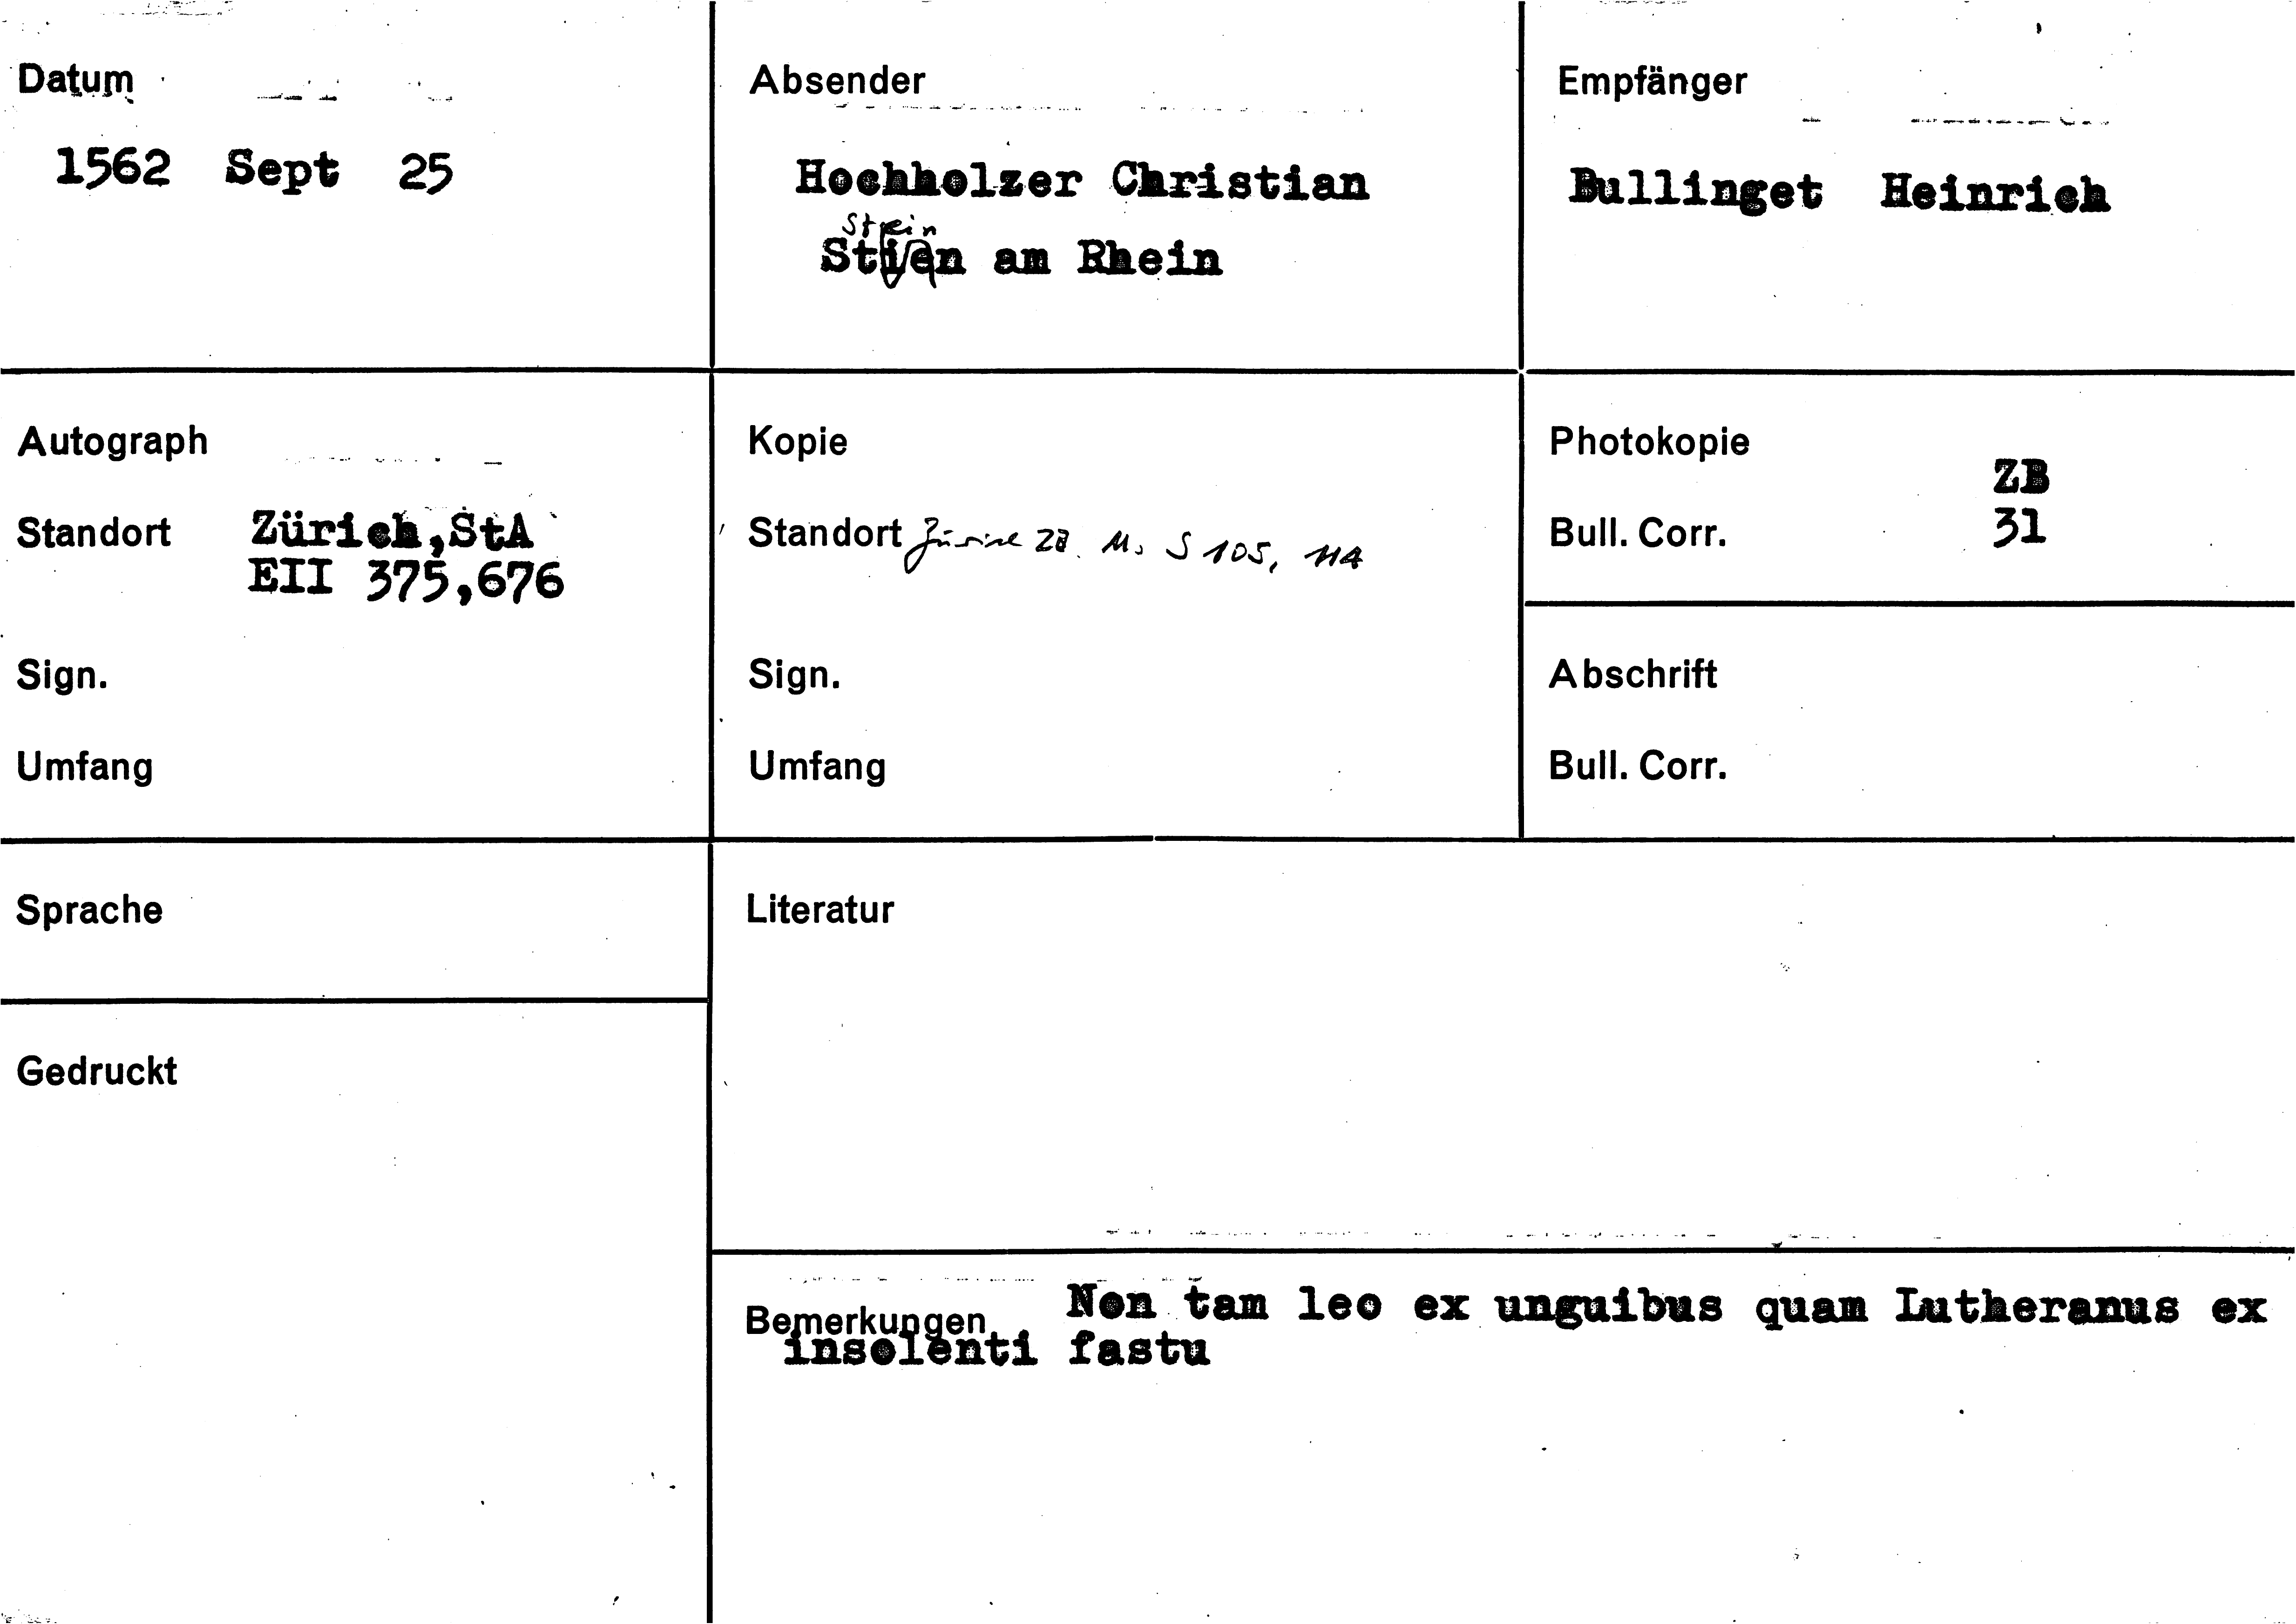 Datum
1562 Sept 25
Absender
Hochholzer Christian
Stein
Stien am Rhein
Empfänger
Bullinget Heinrich
Autograph
Standort Zürich,StA
EII 375,676
Sign.
Umfang
Kopie
Standort Zürich ZB. Ms S 105, 114
Sign.
Umfang
Photokopie
ZB
Bull. Corr. 31
Abschrift
Bull. Corr.
Sprache
Literatur
Gedruckt
Bemerkungen Non tam leo ex unguibus quam Lutheranus ex
insolenti fastu